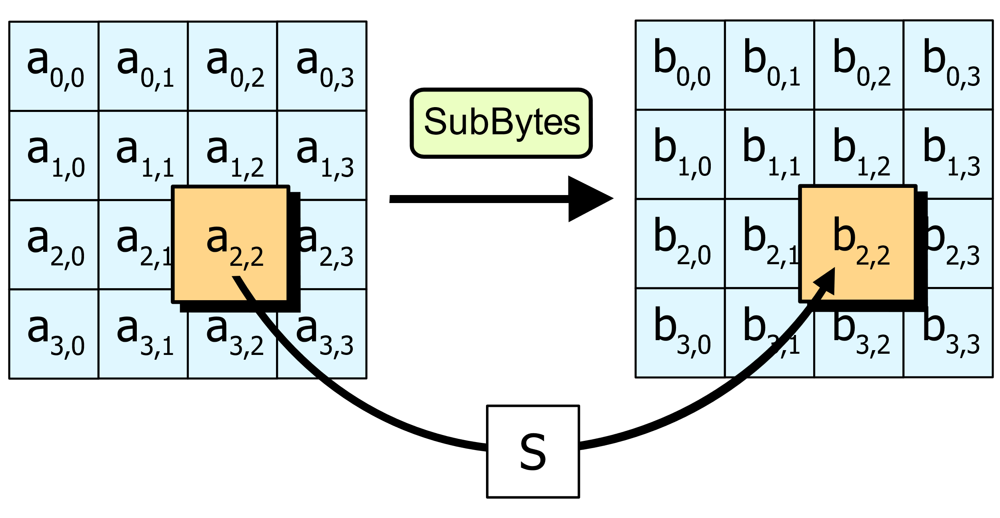 a0,0 a0,1 a0,2 a0,3
a1,0 a1,1 a1,2 a1,3
a2,0 a2,1 a2,2 a2,3
a3,0 a3,1 a3,2 a3,3
SubBytes
b0,0 b0,1 b0,2 b0,3
b1,0 b1,1 b1,2 b1,3
b2,0 b2,1 b2,2 b2,3
b3,0 b3,1 b3,2 b3,3
S